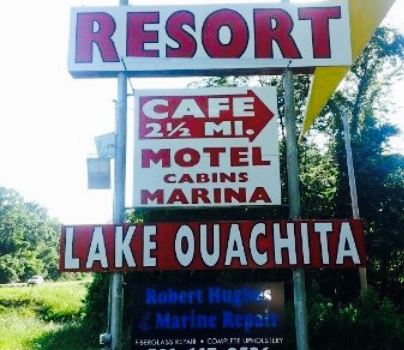 RESORT
CAFE
2½ MI.
MOTEL
CABINS
MARINA
LAKE OUACHITA
Robert Hughes
& Marine Repair
FIBERGLASS REPAIR • COMPLETE UPHOLSTERY